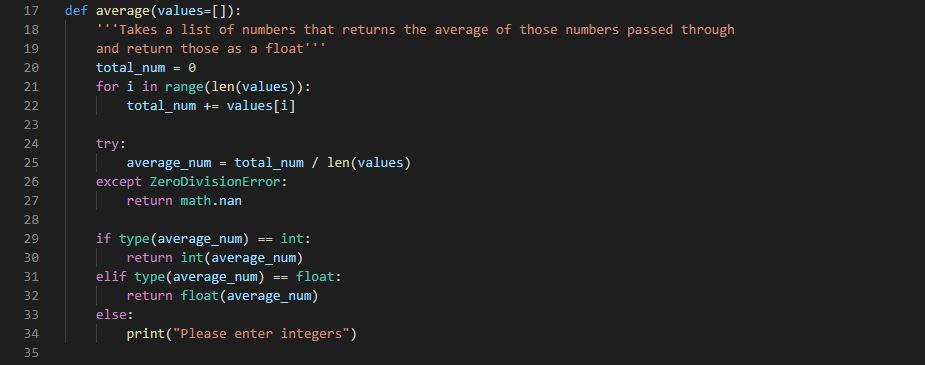 17 def average(values=[]):
18     '''Takes a list of numbers that returns the average of those numbers passed through
19     and return those as a float'''
20     total_num = 0
21     for i in range(len(values)):
22         total_num += values[i]
23
24     try:
25         average_num = total_num / len(values)
26     except ZeroDivisionError:
27         return math.nan
28
29     if type(average_num) == int:
30         return int(average_num)
31     elif type(average_num) == float:
32         return float(average_num)
33     else:
34         print("Please enter integers")
35